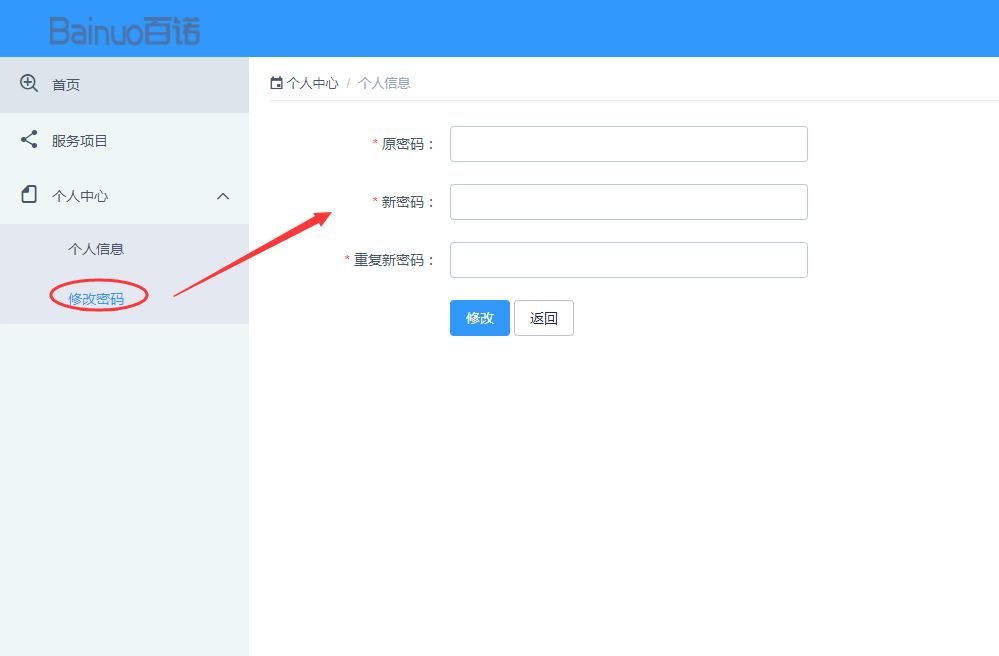 Bainuo百诺
首页
服务项目
个人中心
个人信息
修改密码
个人中心 / 个人信息
* 原密码：
* 新密码：
* 重复新密码：
修改 返回